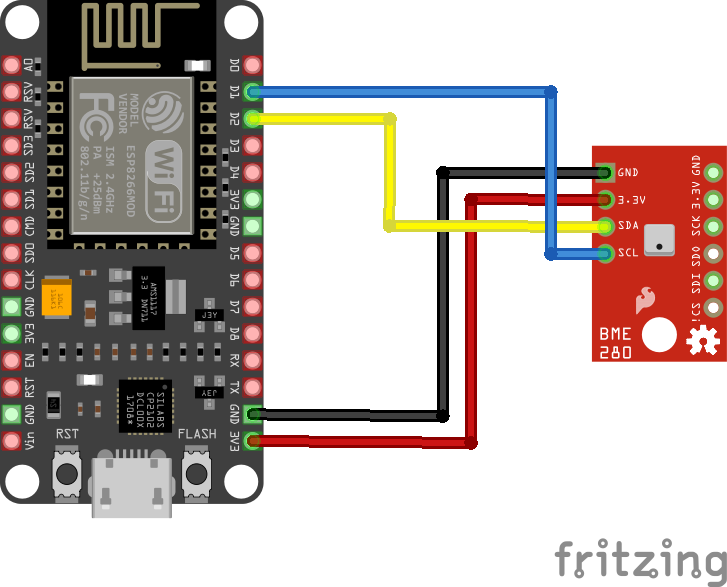 A0
RSV
RSV
SD3
SD2
SD1
CMD
SD0
CLK
GND
3V3
EN
RST
GND
Vin
D0
D1
D2
D3
D4
3V3
GND
D5
D6
D7
D8
RX
TX
GND
3V3
MODEL
VENDOR
ESP8266MOD
FC
Wi Fi
ISM 2.4GHz
PA +25dBm
802.11b/g/n
AMS1117
3.3
J3Y
J3Y
SILABS
CP2102
DCL00X
1708+
RST
FLASH
GND
3.3V
SDA
SCL
GND
3.3V
SCK
SDO
SDI
!CS
BME
280
fritzing